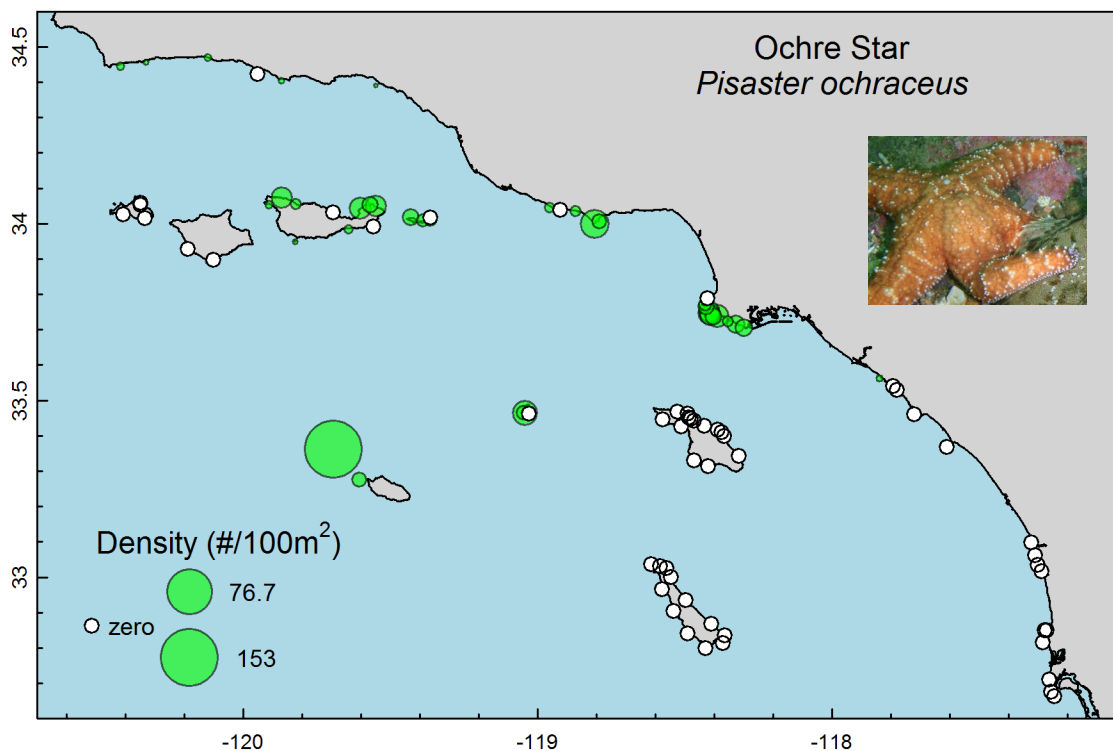 Ochre Star
Pisaster ochraceus
34.5
34
33.5
33
Density (#/100m²)
76.7
zero
153
-120
-119
-118